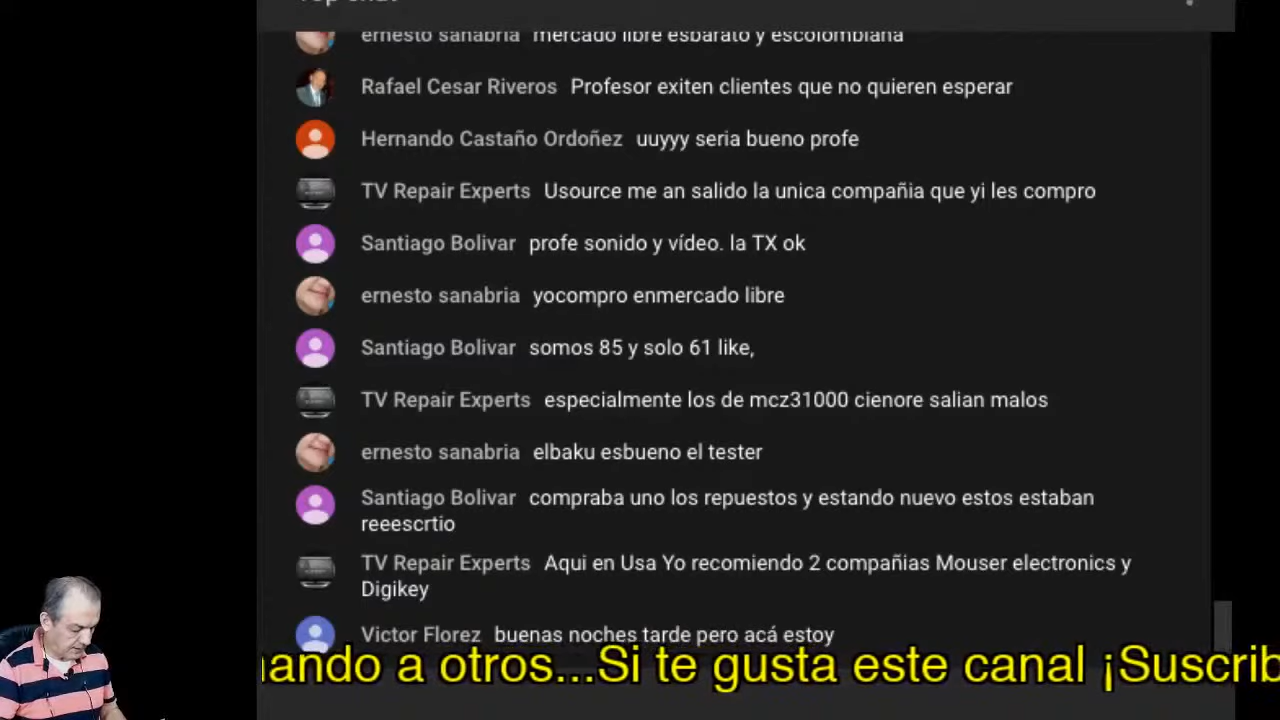 Top chat
ernesto sanabria mercado libre esbarato y escolombiana
Rafael Cesar Riveros Profesor exiten clientes que no quieren esperar
Hernando Castaño Ordoñez uuyyy seria bueno profe
TV Repair Experts Usource me an salido la unica compañia que yi les compro
Santiago Bolivar profe sonido y vídeo. la TX ok
ernesto sanabria yocompro enmercado libre
Santiago Bolivar somos 85 y solo 61 like,
TV Repair Experts especialmente los de mcz31000 cienore salian malos
ernesto sanabria elbaku esbueno el tester
Santiago Bolivar compraba uno los repuestos y estando nuevo estos estaban
reeescrtio
TV Repair Experts Aqui en Usa Yo recomiendo 2 compañias Mouser electronics y
Digikey
Victor Florez buenas noches tarde pero acá estoy
nando a otros...Si te gusta este canal ¡Suscrib